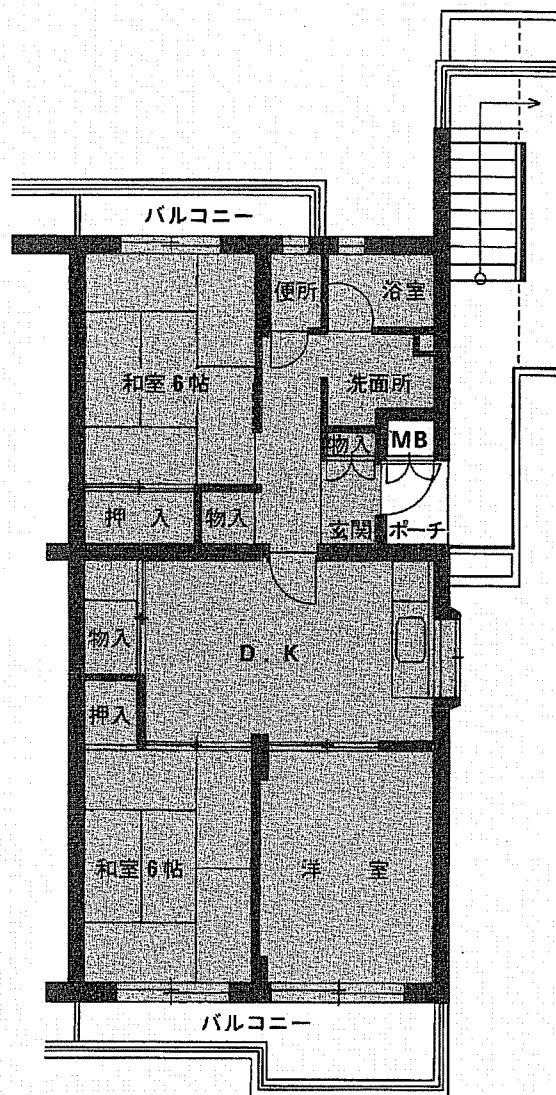 バルコニー
便所
浴室
和室6帖
洗面所
物入
MB
押 入
物入
玄関
ポーチ
物入
D.K
押入
和室6帖
洋 室
バルコニー